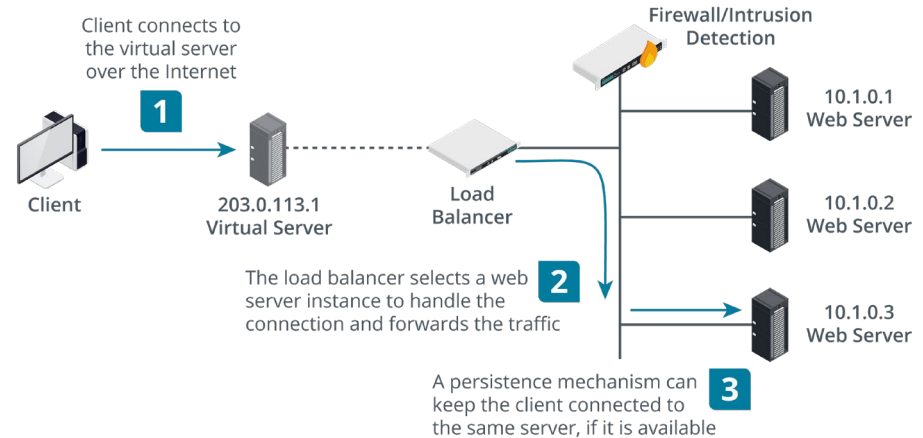 Client connects to
the virtual server
over the Internet
1
Client
203.0.113.1
Virtual Server
Load
Balancer
Firewall/Intrusion
Detection
10.1.0.1
Web Server
10.1.0.2
Web Server
10.1.0.3
Web Server
The load balancer selects a web
server instance to handle the
connection and forwards the traffic
2
A persistence mechanism can
keep the client connected to
the same server, if it is available
3